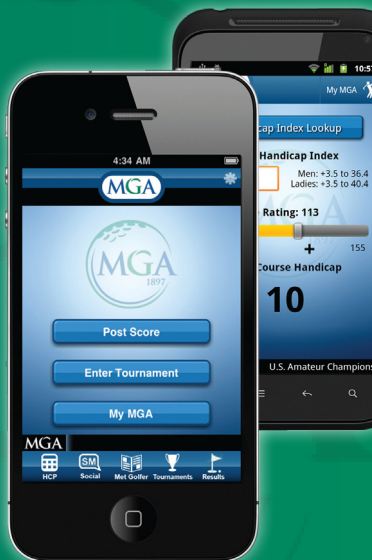 4:34 AM
MGA
MGA
1897
Post Score
Enter Tournament
My MGA
MGA
HCP
SM
Social
Met Golfer
Tournaments
Results
10:57
My MGA
cap Index Lookup
Handicap Index
Men: +3.5 to 36.4
Ladies: +3.5 to 40.4
Rating: 113
+
155
Course Handicap
10
U.S. Amateur Champions